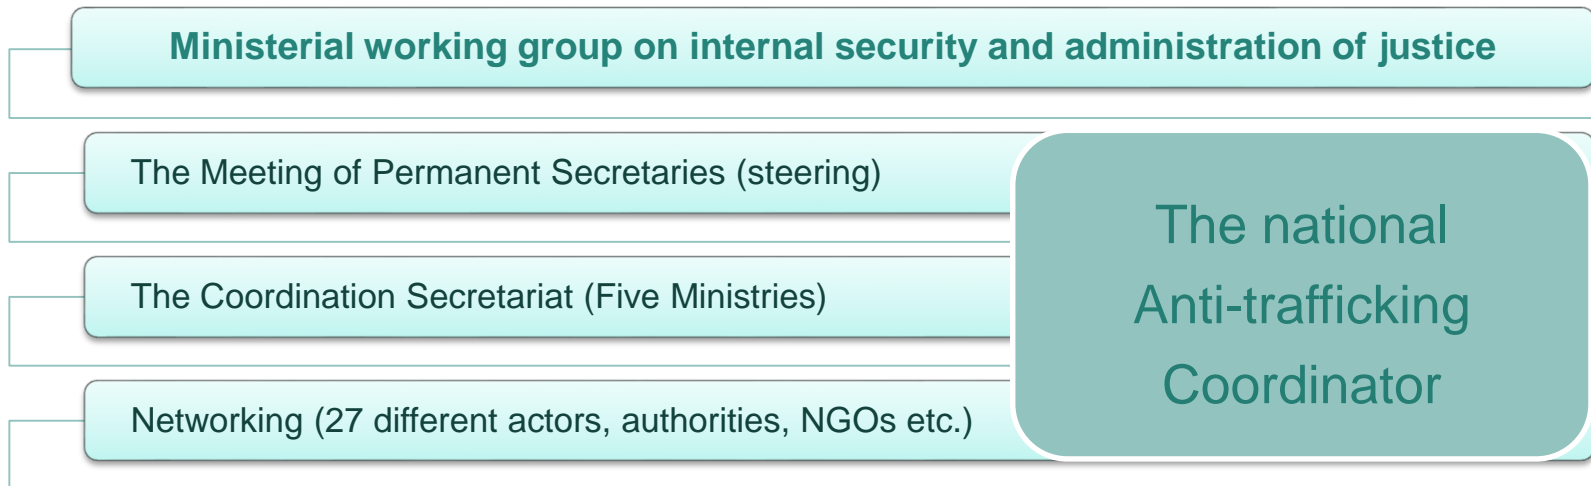 Ministerial working group on internal security and administration of justice
The Meeting of Permanent Secretaries (steering)
The Coordination Secretariat (Five Ministries)
Networking (27 different actors, authorities, NGOs etc.)
The national
Anti-trafficking
Coordinator